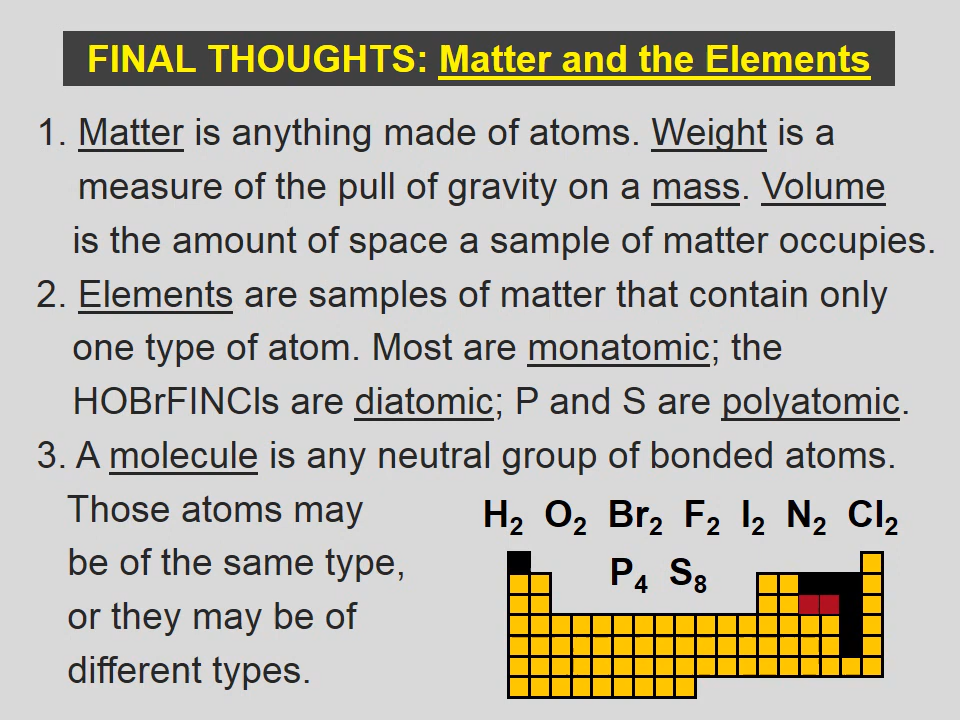 FINAL THOUGHTS: Matter and the Elements
1. Matter is anything made of atoms. Weight is a
measure of the pull of gravity on a mass. Volume
is the amount of space a sample of matter occupies.
2. Elements are samples of matter that contain only
one type of atom. Most are monatomic; the
HOBrFINCls are diatomic; P and S are polyatomic.
3. A molecule is any neutral group of bonded atoms.
Those atoms may
be of the same type,
or they may be of
different types.
H₂ O₂ Br₂ F₂ I₂ N₂ Cl₂
P₄ S₈